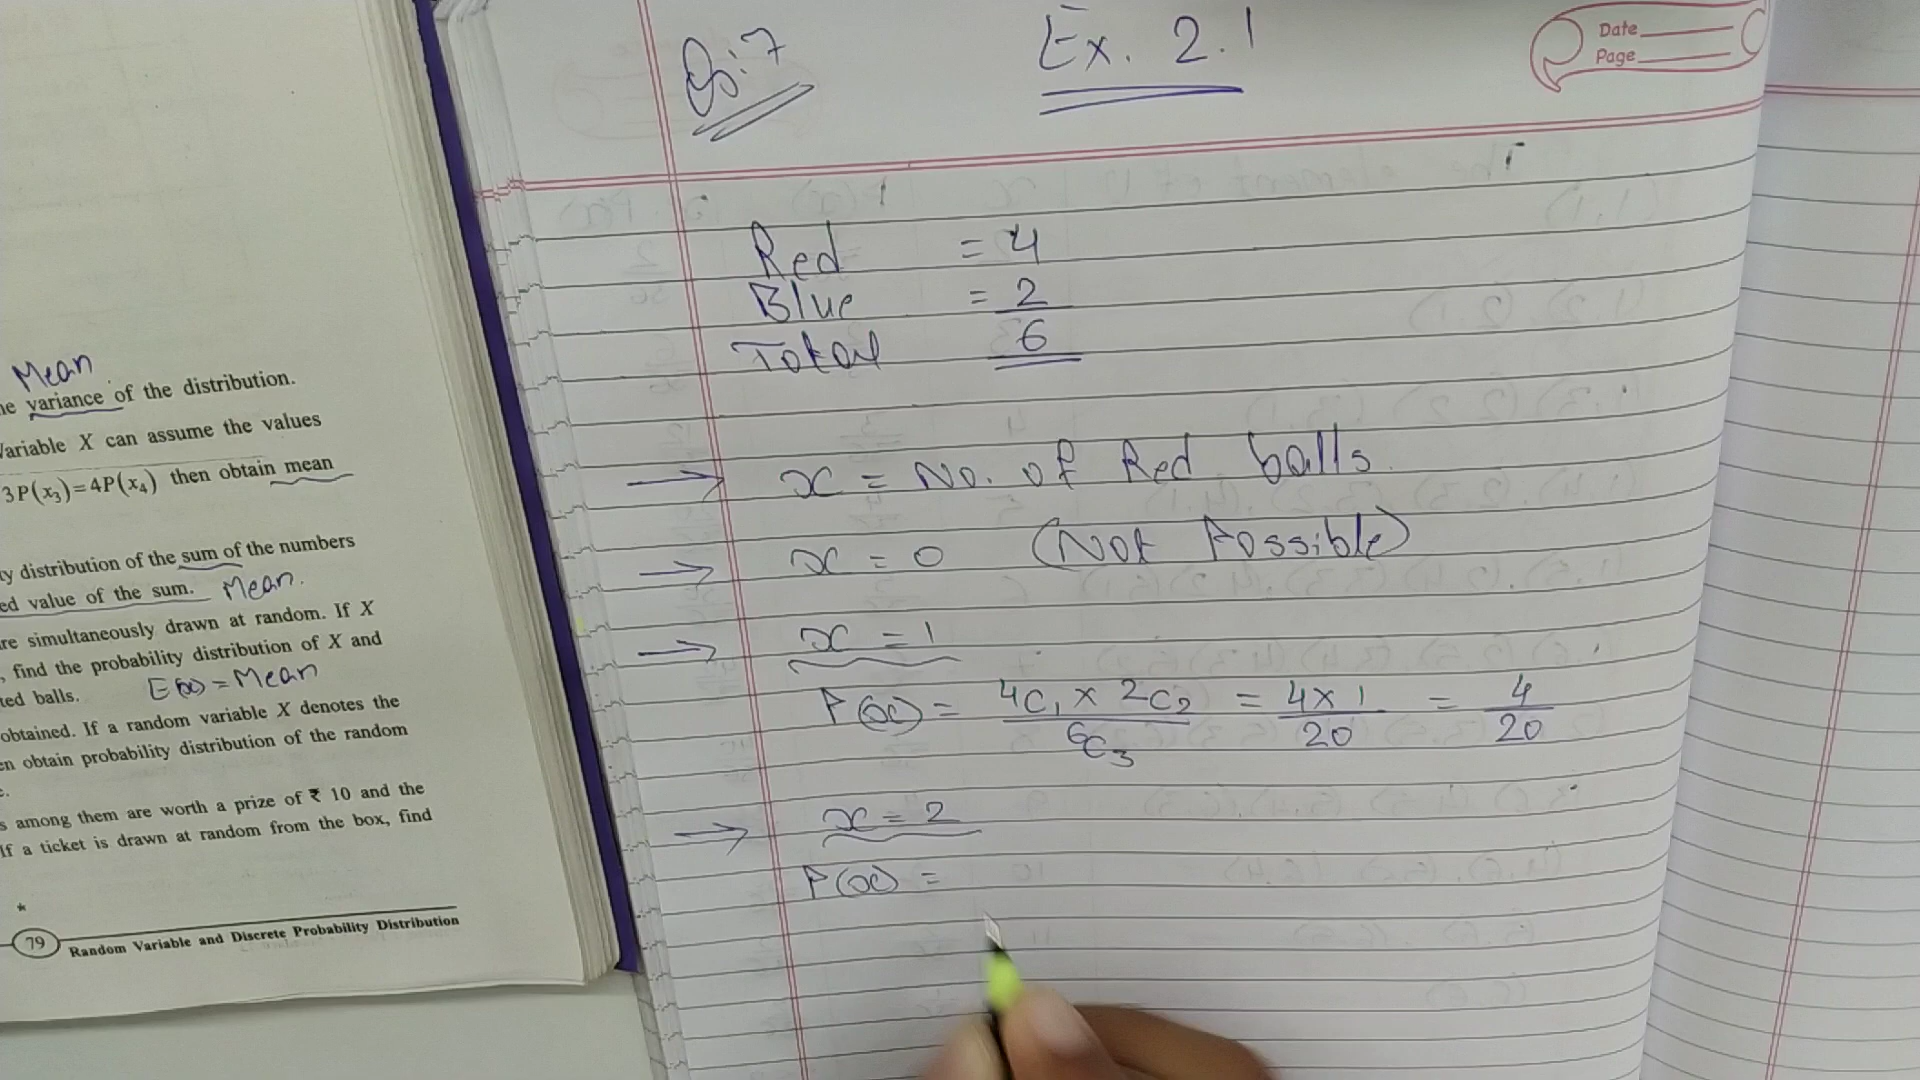 Mean
variance of the distribution.
Variable X can assume the values
3P(x₃)=4P(x₄) then obtain mean
distribution of the sum of the numbers
value of the sum. Mean.
simultaneously drawn at random. If X
, find the probability distribution of X and
balls. E(x) = Mean
obtained. If a random variable X denotes the
obtain probability distribution of the random
among them are worth a prize of ₹ 10 and the
If a ticket is drawn at random from the box, find
*
79 Random Variable and Discrete Probability Distribution
Qs:7 Ex. 2.1
Date
Page
Red = 4
Blue = 2
Total 6
→ x = No. of Red balls.
→ x = 0 (Not Possible)
→ x = 1
P(x) = 4C₁ x 2C₂ / 6C₃ = 4x1 / 20 = 4/20
→ x = 2
P(x) =